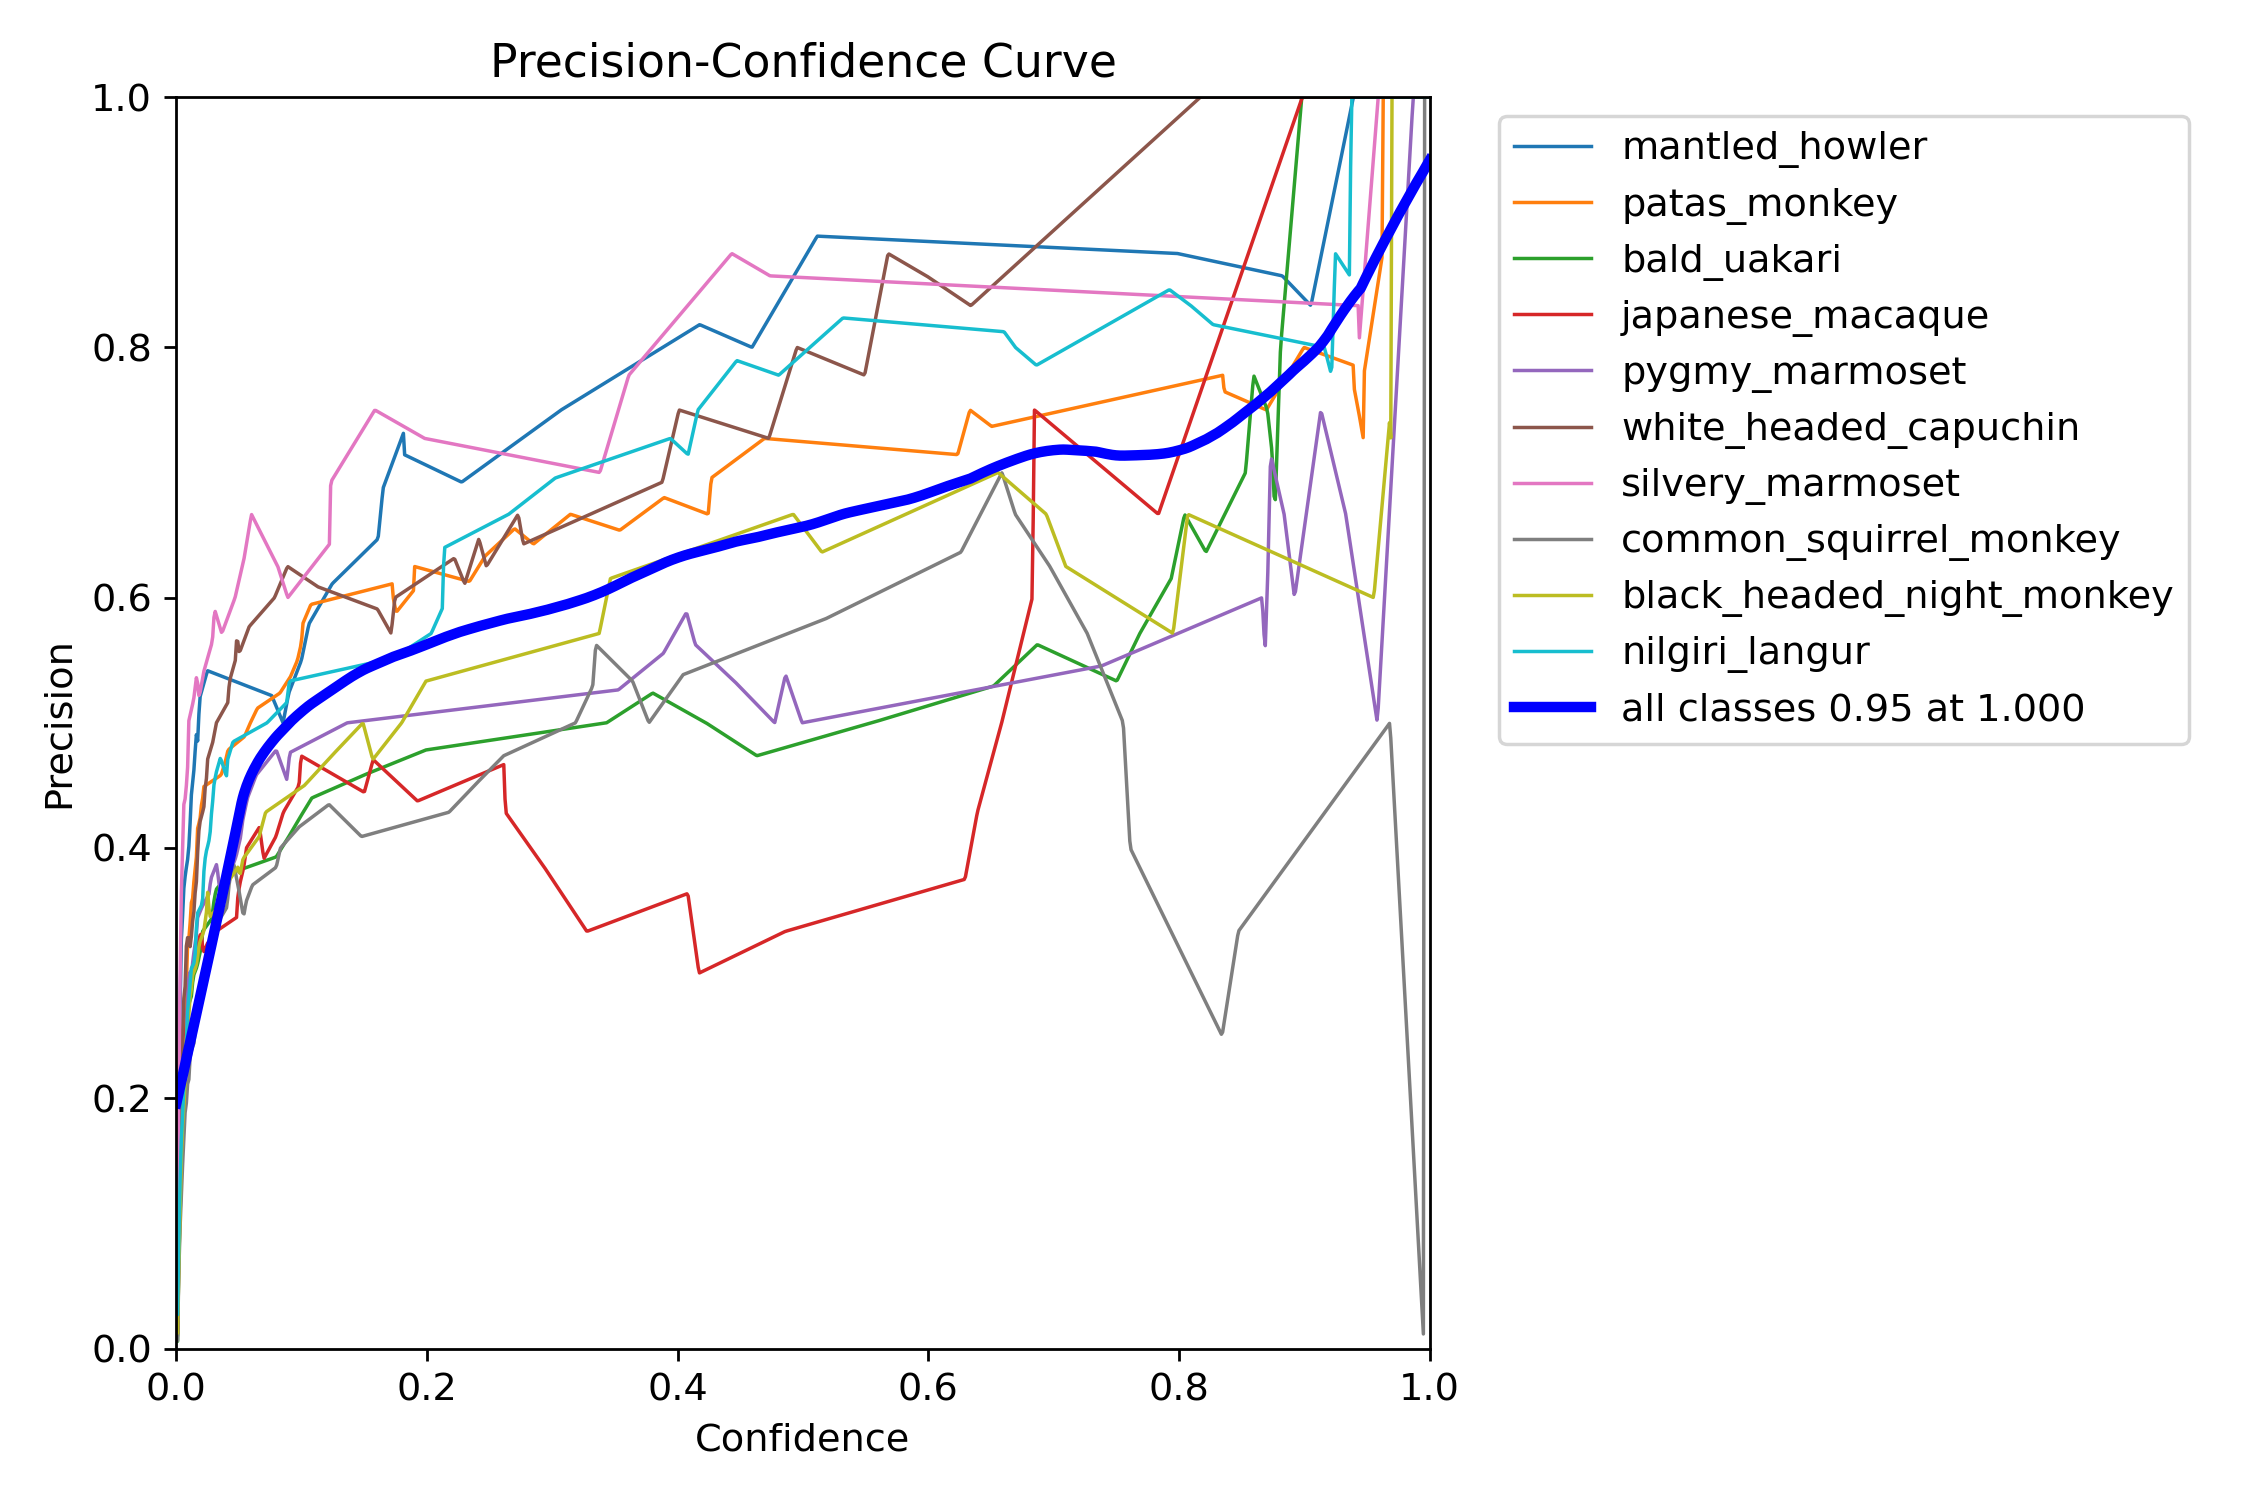 Precision-Confidence Curve
1.0
0.8
0.6
0.4
0.2
0.0
Precision
0.0 0.2 0.4 0.6 0.8 1.0
Confidence
mantled_howler
patas_monkey
bald_uakari
japanese_macaque
pygmy_marmoset
white_headed_capuchin
silvery_marmoset
common_squirrel_monkey
black_headed_night_monkey
nilgiri_langur
all classes 0.95 at 1.000